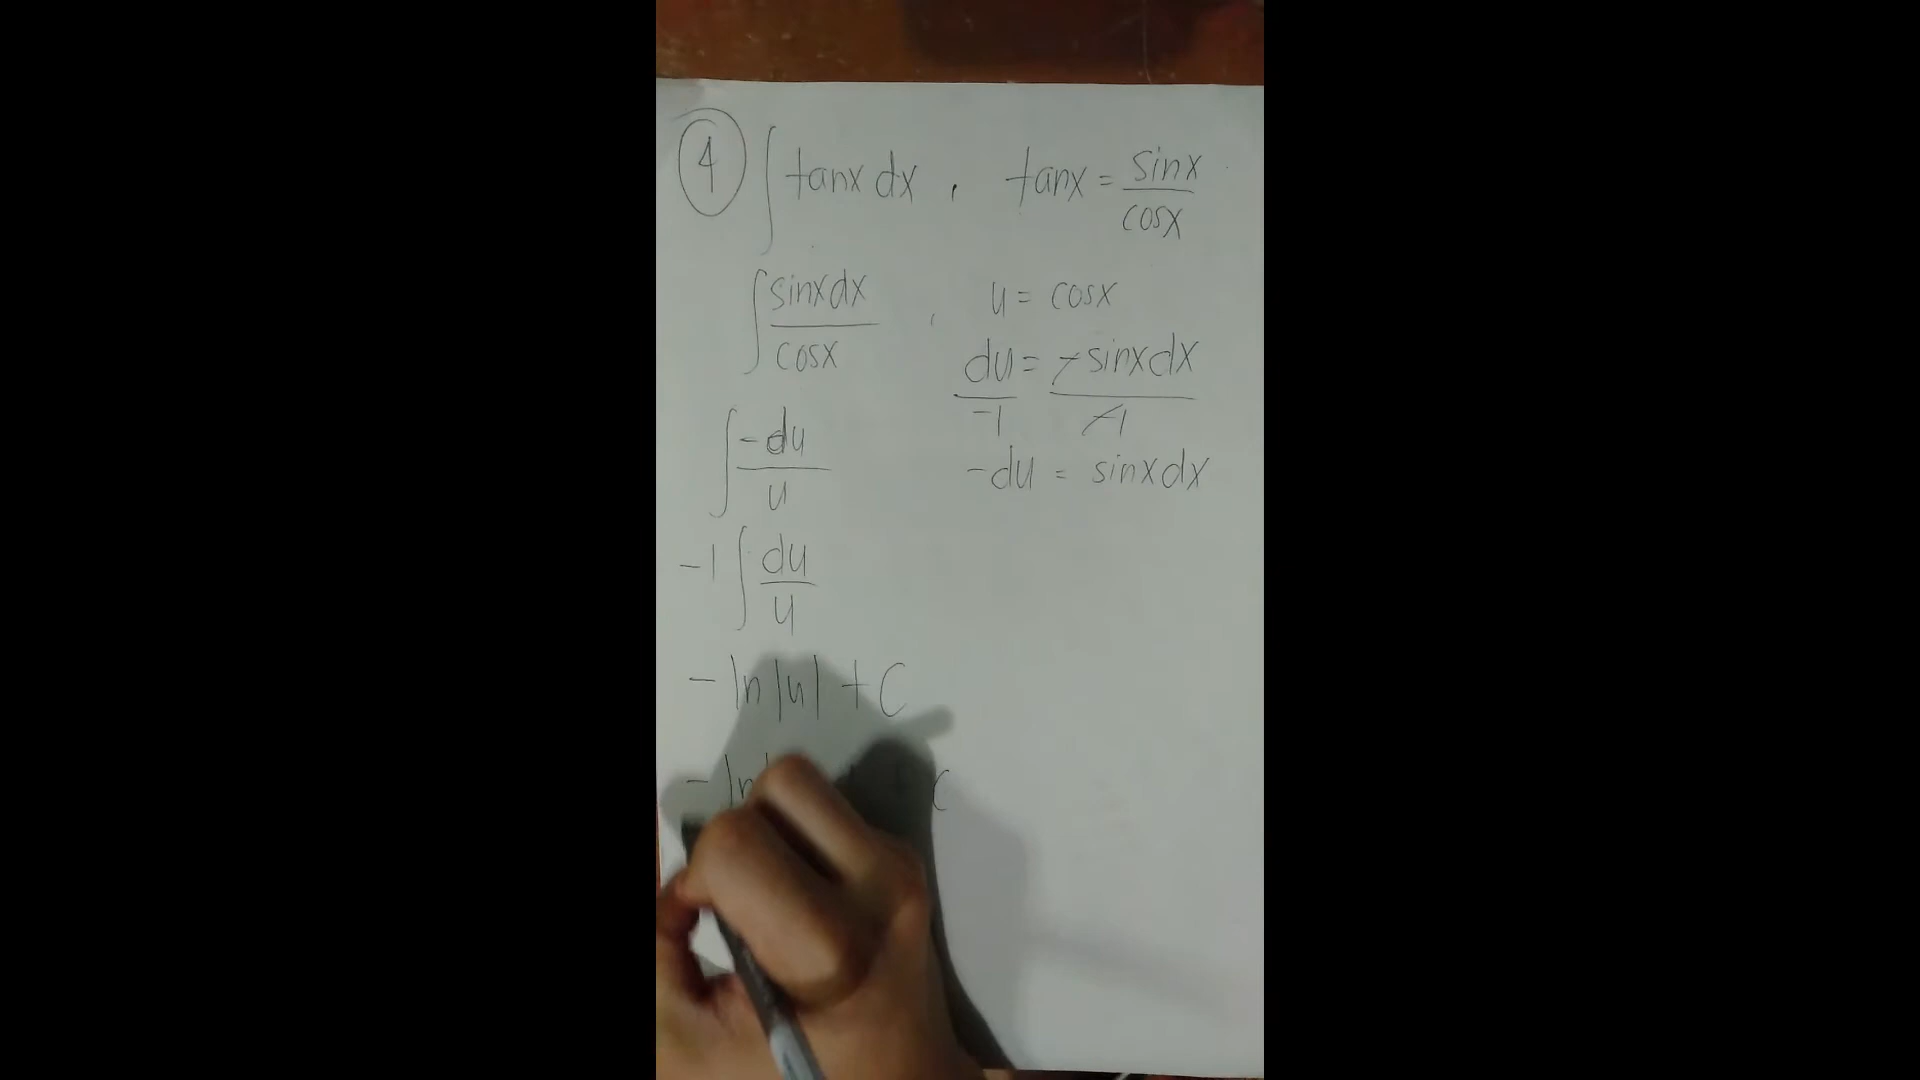 4 ∫ tanx dx , tanx = sinx/cosx
∫ sinxdx/cosx , u = cosx
du/-1 = -sinxdx/-1
∫ -du/u
-du = sinxdx
-1 ∫ du/u
- ln |u| + C
- ln C